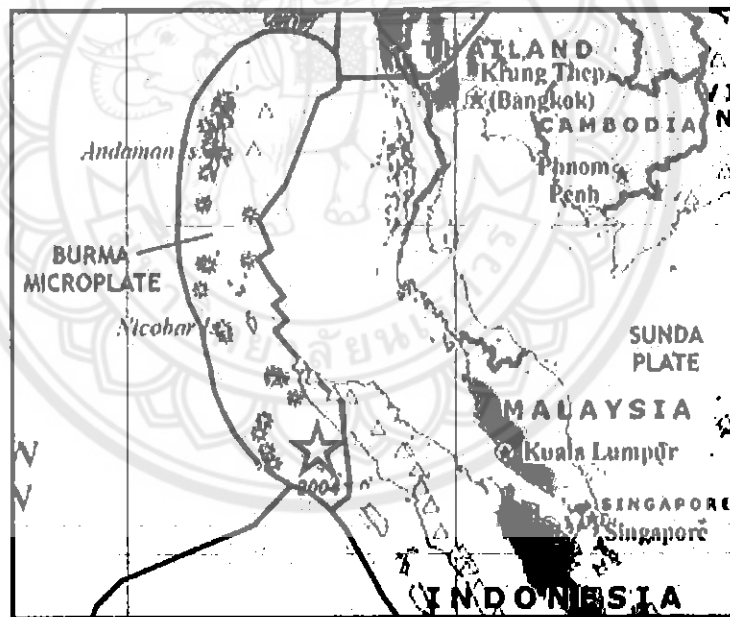 THAILAND
Krung Thep
(Bangkok)
CAMBODIA
Andaman Is.
Phnom
Penh
BURMA
MICROPLATE
Nicobar Is.
SUNDA
PLATE
MALAYSIA
Kuala Lumpur
2004
SINGAPORE
Singapore
INDONESIA